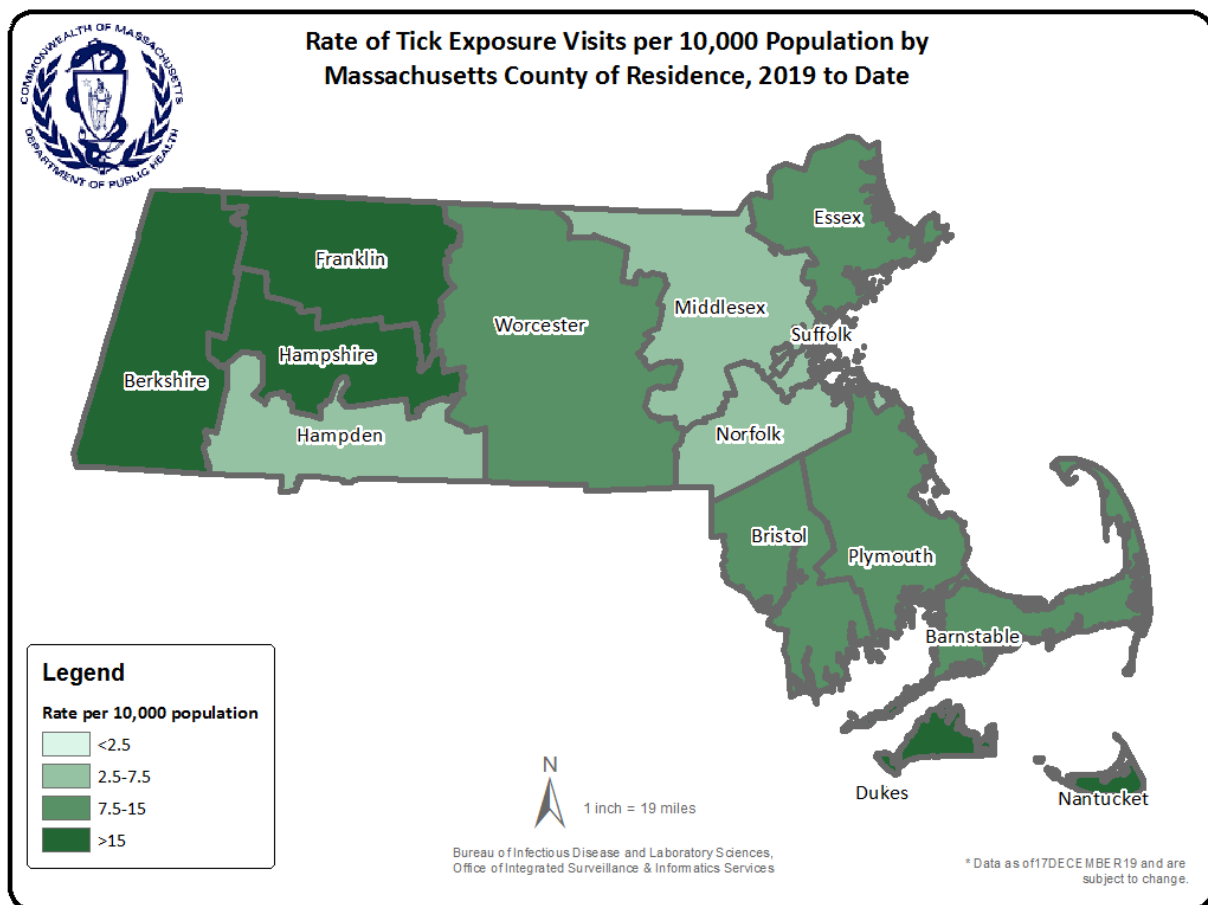 COMMONWEALTH OF MASSACHUSETTS
DEPARTMENT OF PUBLIC HEALTH
Rate of Tick Exposure Visits per 10,000 Population by
Massachusetts County of Residence, 2019 to Date
Essex
Franklin
Middlesex
Worcester
Suffolk
Hampshire
Berkshire
Hampden
Norfolk
Bristol
Plymouth
Barnstable
Dukes
Nantucket
Legend
Rate per 10,000 population
<2.5
2.5-7.5
7.5-15
>15
N
1 inch = 19 miles
Bureau of Infectious Disease and Laboratory Sciences,
Office of Integrated Surveillance & Informatics Services
* Data as of17DECEMBER19 and are
subject to change.